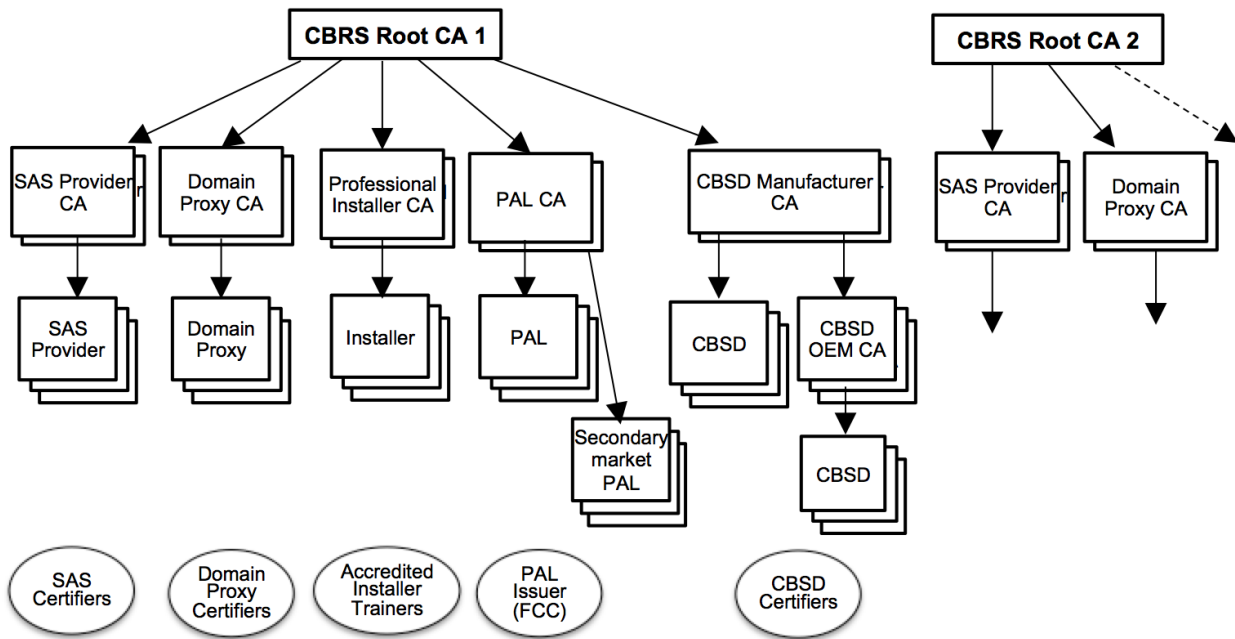 CBRS Root CA 1
CBRS Root CA 2
SAS Provider
CA
Domain
Proxy CA
Professional
Installer CA
PAL CA
CBSD Manufacturer
CA
SAS Provider
CA
Domain
Proxy CA
SAS
Provider
Domain
Proxy
Installer
PAL
CBSD
CBSD
OEM CA
Secondary
market
PAL
CBSD
SAS
Certifiers
Domain
Proxy
Certifiers
Accredited
Installer
Trainers
PAL
Issuer
(FCC)
CBSD
Certifiers